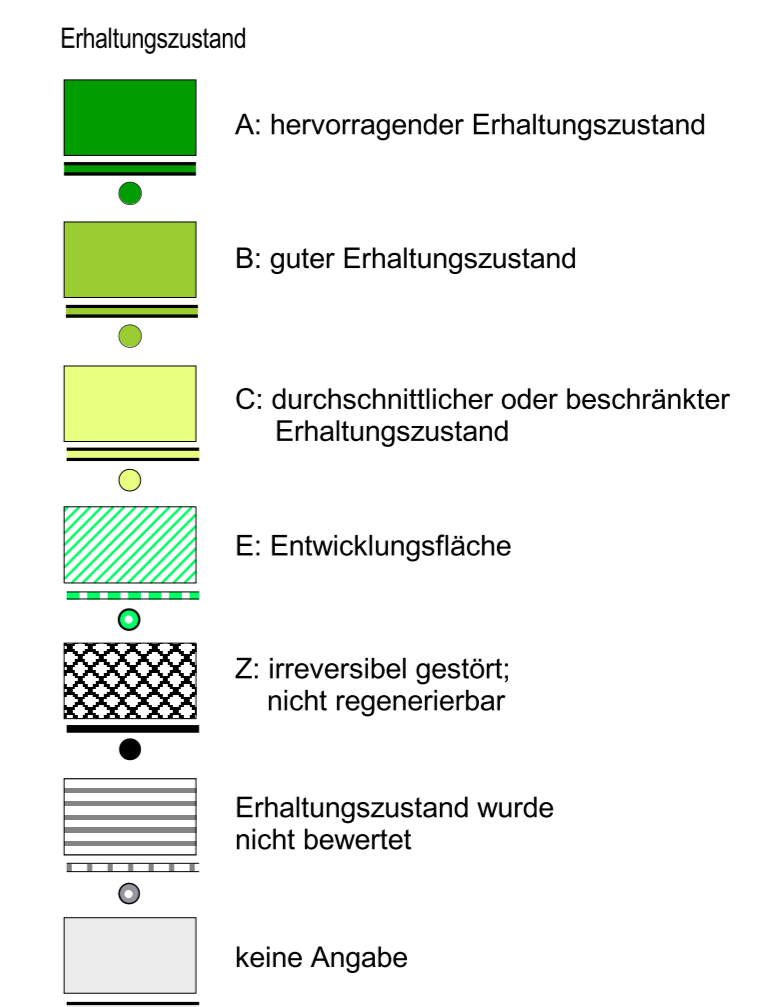 Erhaltungszustand
A: hervorragender Erhaltungszustand
B: guter Erhaltungszustand
C: durchschnittlicher oder beschränkter
Erhaltungszustand
E: Entwicklungsfläche
Z: irreversibel gestört;
nicht regenerierbar
Erhaltungszustand wurde
nicht bewertet
keine Angabe